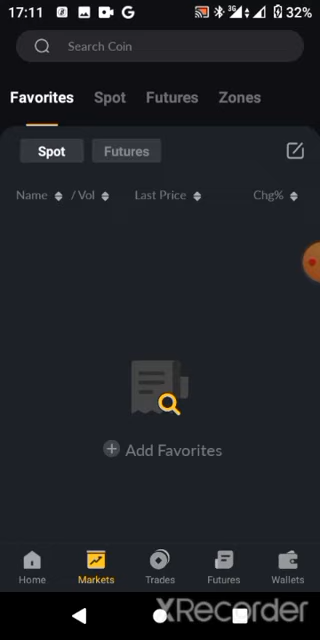 17:11 3G 32%
Search Coin
Favorites Spot Futures Zones
Spot Futures
Name / Vol Last Price Chg%
Add Favorites
Home Markets Trades Futures Wallets
XRecorder